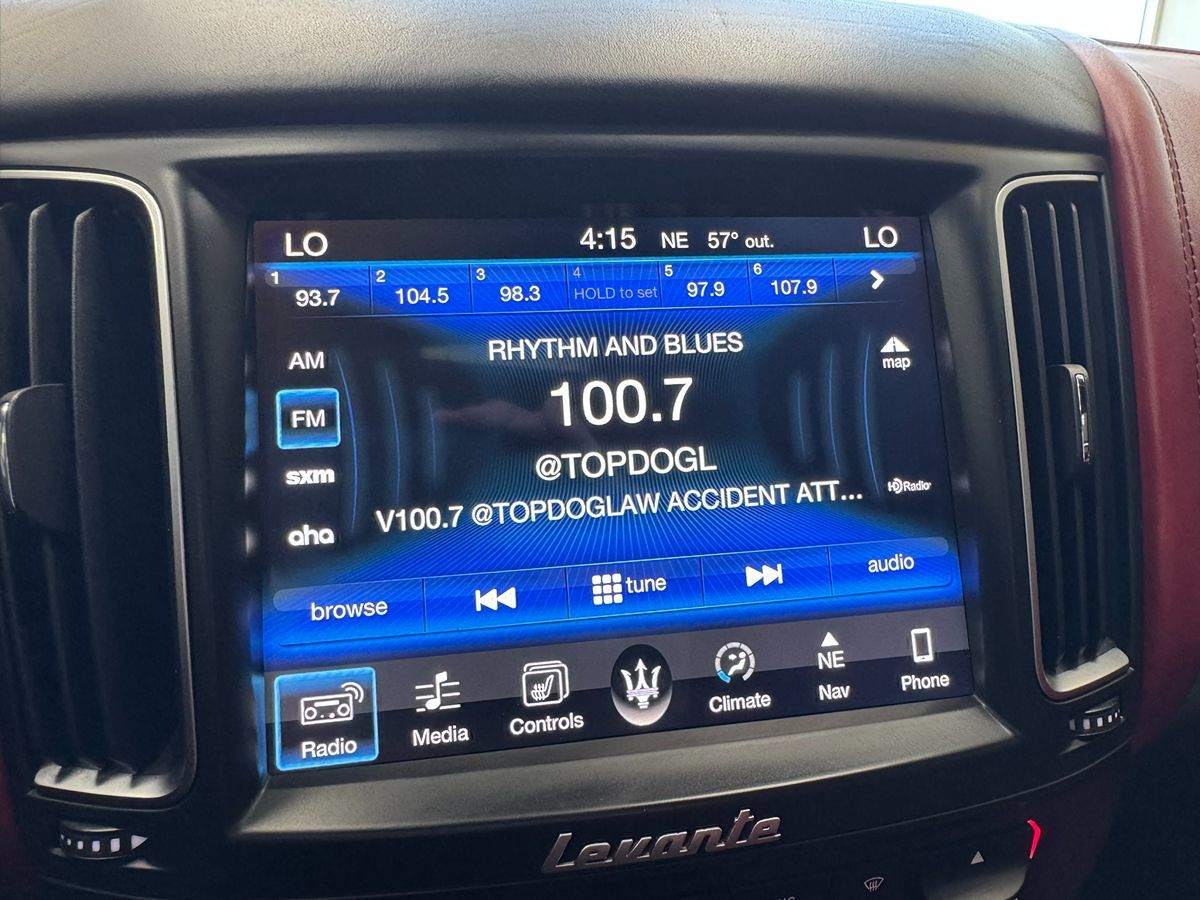 LO 4:15 NE 57° out. LO
1 93.7 2 104.5 3 98.3 4 HOLD to set 5 97.9 6 107.9
RHYTHM AND BLUES
AM
map
100.7
FM
@TOPDOGL
sxm
HD Radio
V100.7 @TOPDOGLAW ACCIDENT ATT...
aha
browse tune audio
NE
Radio Media Controls Climate Nav Phone
Levante